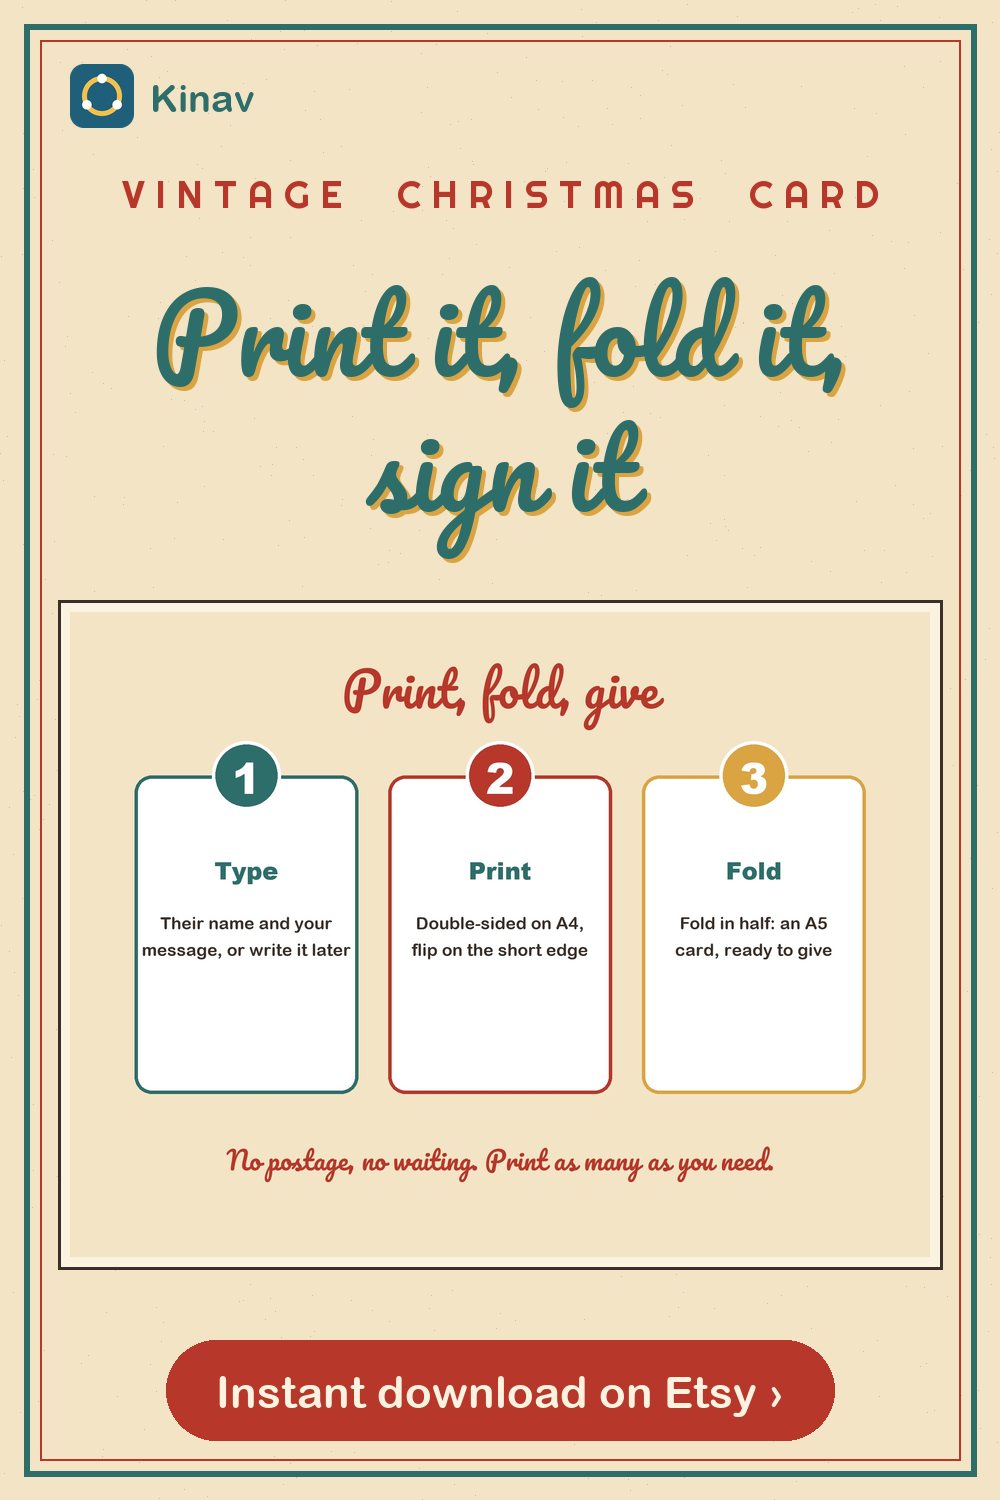 Kinav
VINTAGE CHRISTMAS CARD
Print it, fold it,
sign it
Print, fold, give
1
Type
Their name and your
message, or write it later
2
Print
Double-sided on A4,
flip on the short edge
3
Fold
Fold in half: an A5
card, ready to give
No postage, no waiting. Print as many as you need.
Instant download on Etsy ›